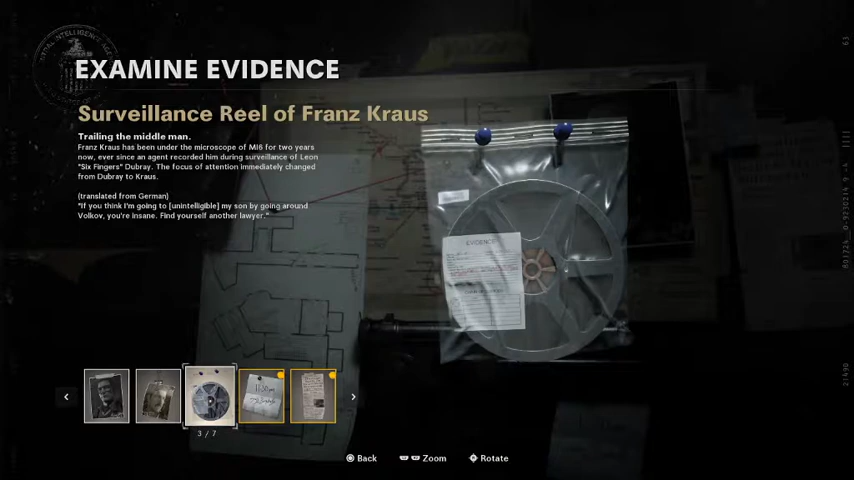 EXAMINE EVIDENCE
Surveillance Reel of Franz Kraus
Trailing the middle man.
Franz Kraus has been under the microscope of MI6 for two years
now, ever since an agent recorded him during surveillance of Leon
"Six Fingers" Dubray. The focus of attention immediately changed
from Dubray to Kraus.
(translated from German)
"If you think I'm going to [unintelligible] my son by going around
Volkov, you're insane. Find yourself another lawyer."
EVIDENCE
3 / 7
Back
Zoom
Rotate
63
21490